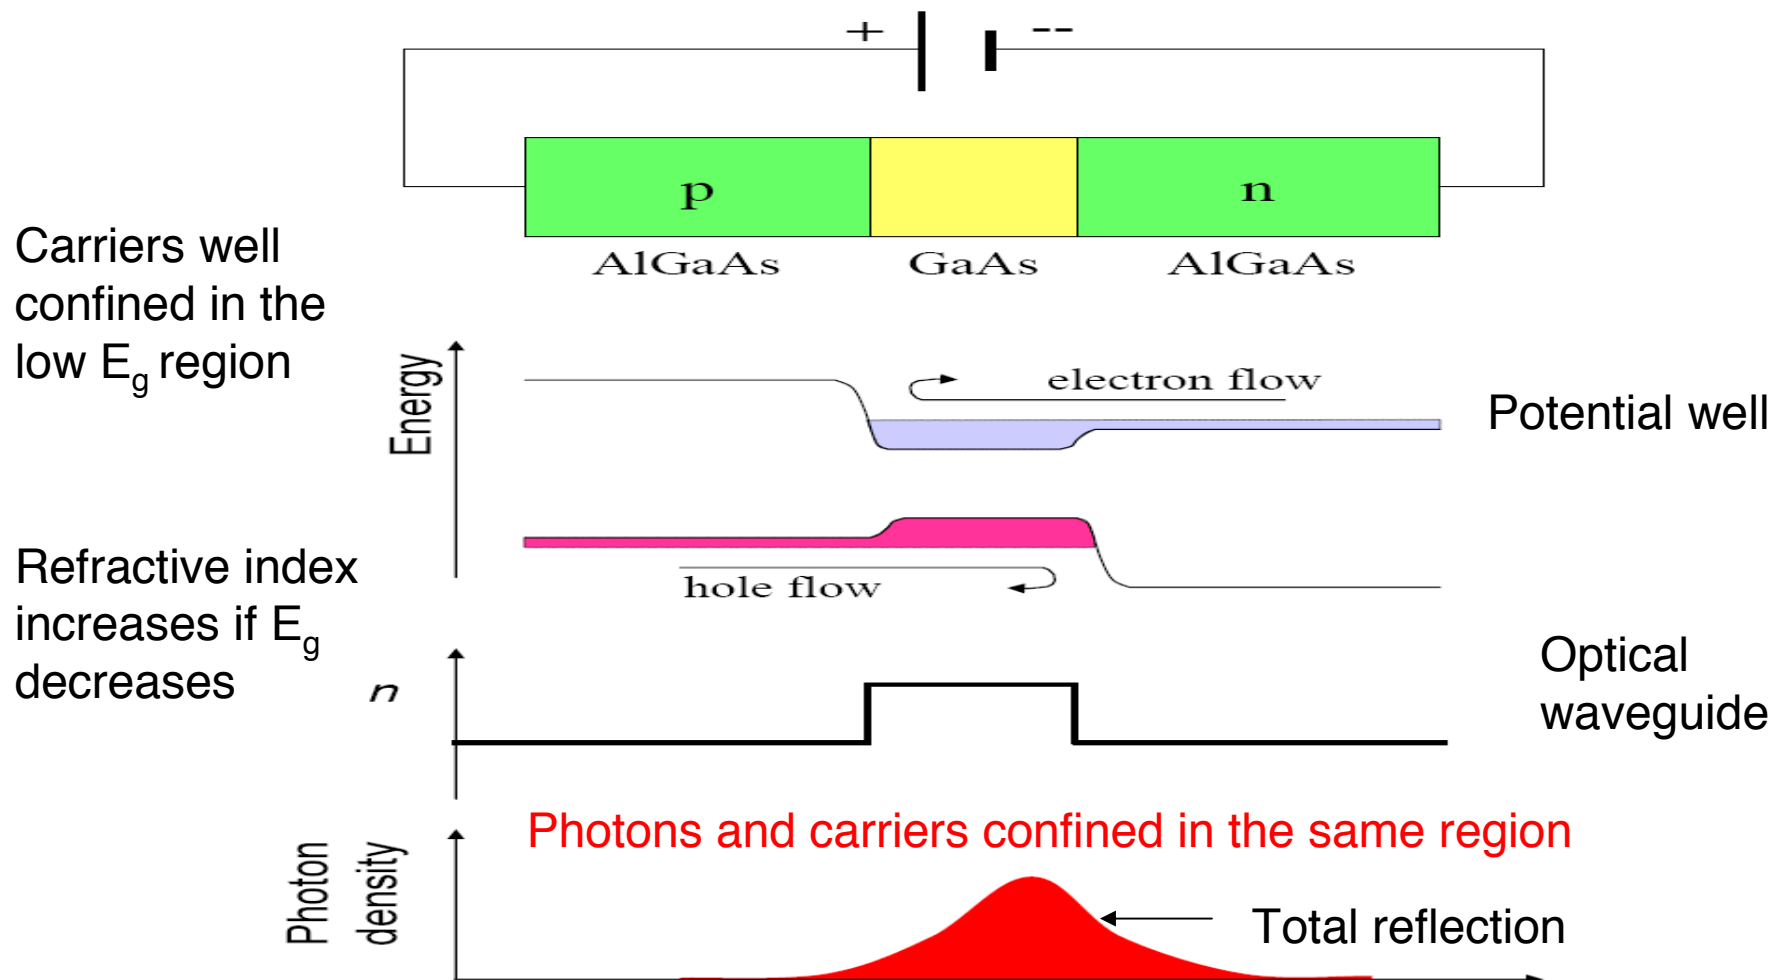 + --
p n
AlGaAs GaAs AlGaAs
Carriers well
confined in the
low Eg region
Energy
electron flow
Potential well
hole flow
Refractive index
increases if Eg
decreases
n
Optical
waveguide
Photons and carriers confined in the same region
Photon
density
Total reflection